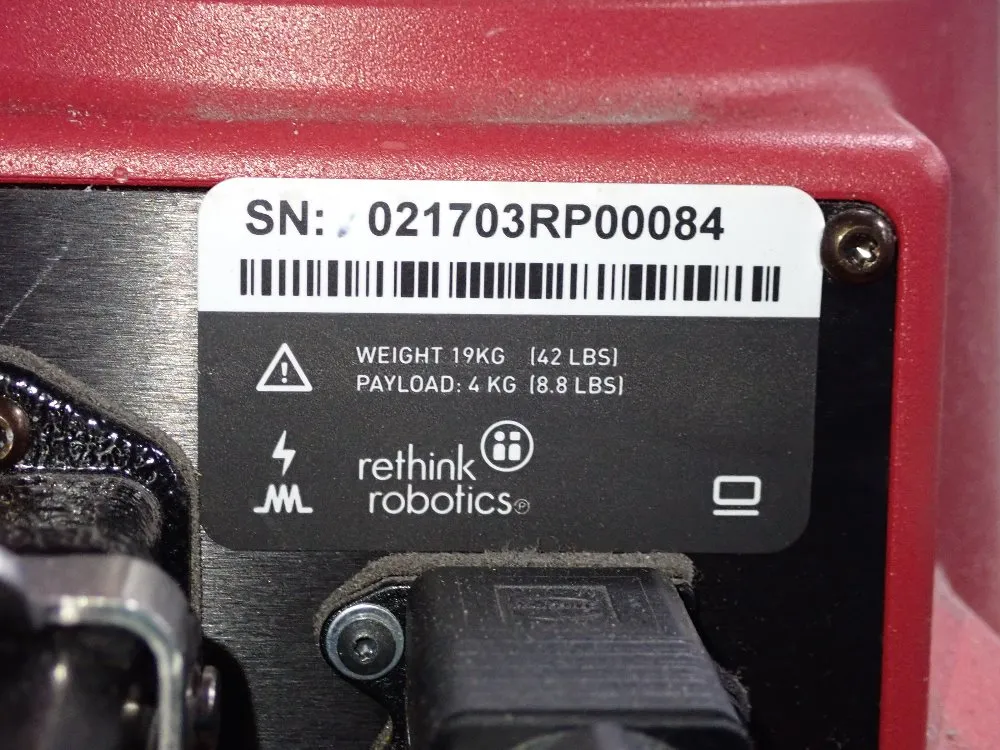 SN: 021703RP00084
WEIGHT 19KG (42 LBS)
PAYLOAD: 4 KG (8.8 LBS)
rethink
robotics